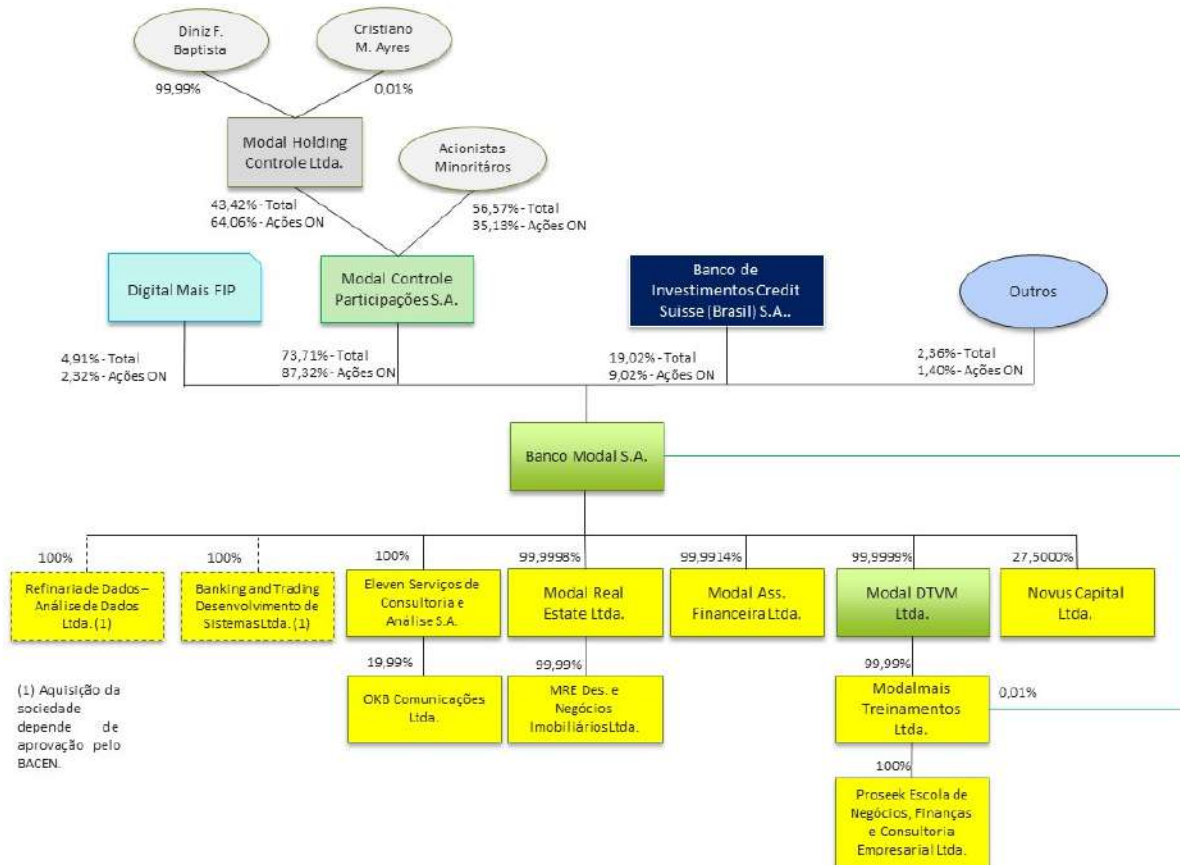 Diniz F.
Baptista
Cristiano
M. Ayres
99,99%
0,01%
Modal Holding
Controle Ltda.
Acionistas
Minoritáros
43,42% - Total
64,06% - Ações ON
56,57% - Total
35,13% - Ações ON
Digital Mais FIP
Modal Controle
Participações S.A.
Banco de
Investimentos Credit
Suisse (Brasil) S.A..
Outros
4,91% - Total
2,32% - Ações ON
73,71% - Total
87,32% - Ações ON
19,02% - Total
9,02% - Ações ON
2,36% - Total
1,40% - Ações ON
Banco Modal S.A.
100%
100%
100%
99,9998%
99,9914%
99,9999%
27,5000%
Refinaria de Dados –
Análise de Dados
Ltda. (1)
Banking and Trading
Desenvolvimento de
Sistemas Ltda. (1)
Eleven Serviços de
Consultoria e
Análise S.A.
Modal Real
Estate Ltda.
Modal Ass.
Financeira Ltda.
Modal DTVM
Ltda.
Novus Capital
Ltda.
19,99%
99,99%
99,99%
OKB Comunicações
Ltda.
MRE Des. e
Negócios
Imobiliários Ltda.
Modalmais
Treinamentos
Ltda.
0,01%
(1) Aquisição da
sociedade
depende de
aprovação pelo
BACEN.
100%
Proseek Escola de
Negócios, Finanças
e Consultoria
Empresarial Ltda.